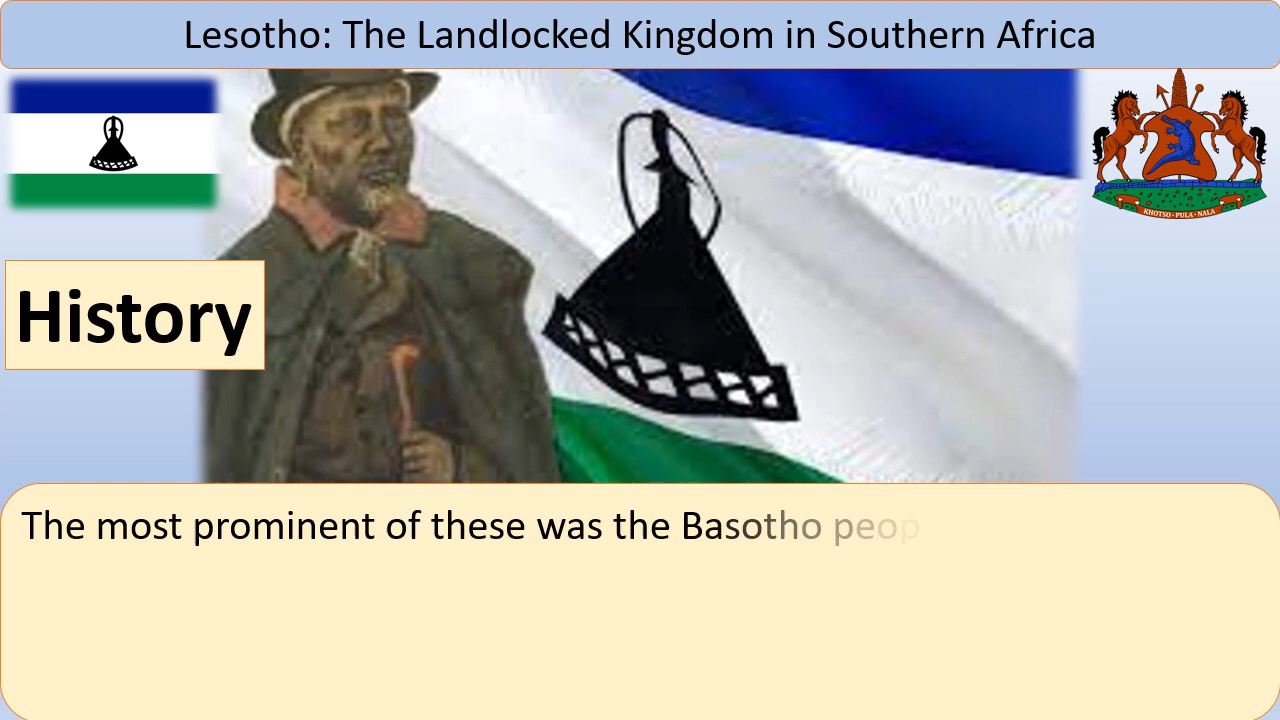 Lesotho: The Landlocked Kingdom in Southern Africa
KHOTSO • PULA • NALA
History
The most prominent of these was the Basotho peop